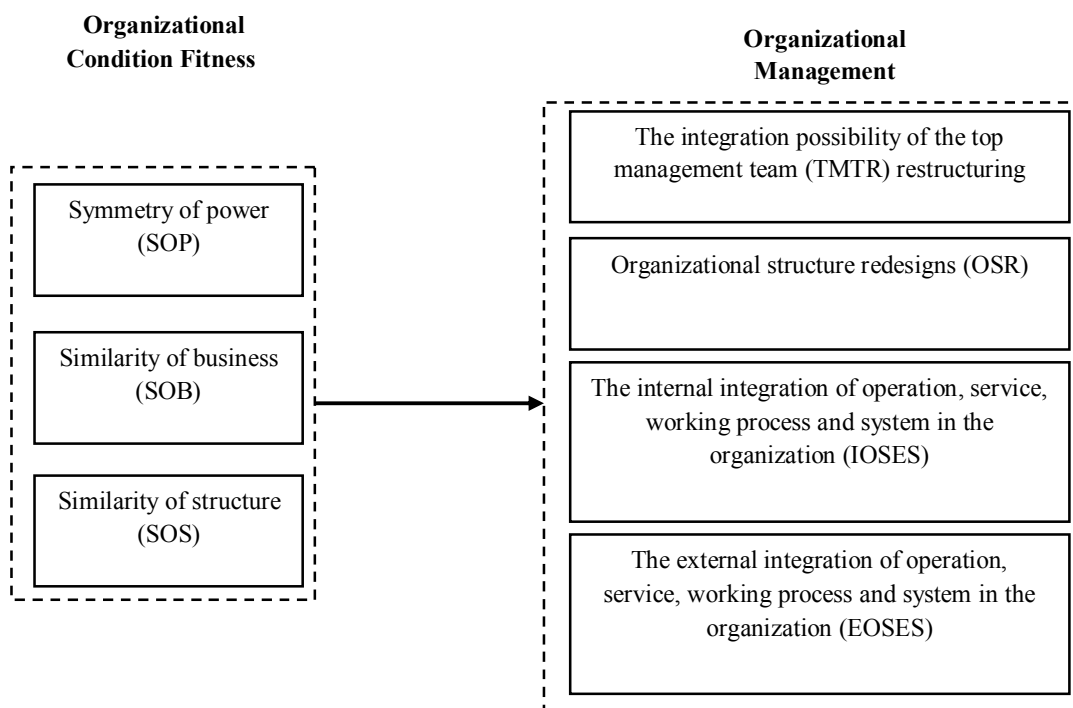 Organizational
Condition Fitness
Symmetry of power
(SOP)
Similarity of business
(SOB)
Similarity of structure
(SOS)
Organizational
Management
The integration possibility of the top
management team (TMTR) restructuring
Organizational structure redesigns (OSR)
The internal integration of operation, service,
working process and system in the
organization (IOSES)
The external integration of operation,
service, working process and system in the
organization (EOSES)